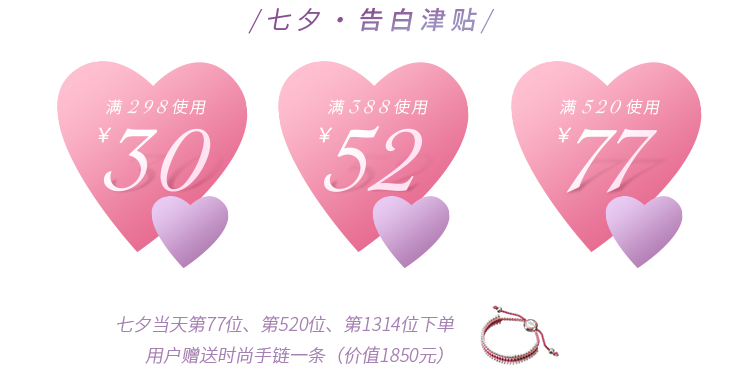 /七夕·告白津贴/
满298使用
¥30
满388使用
¥52
满520使用
¥77
七夕当天第77位、第520位、第1314位下单
用户赠送时尚手链一条（价值1850元）